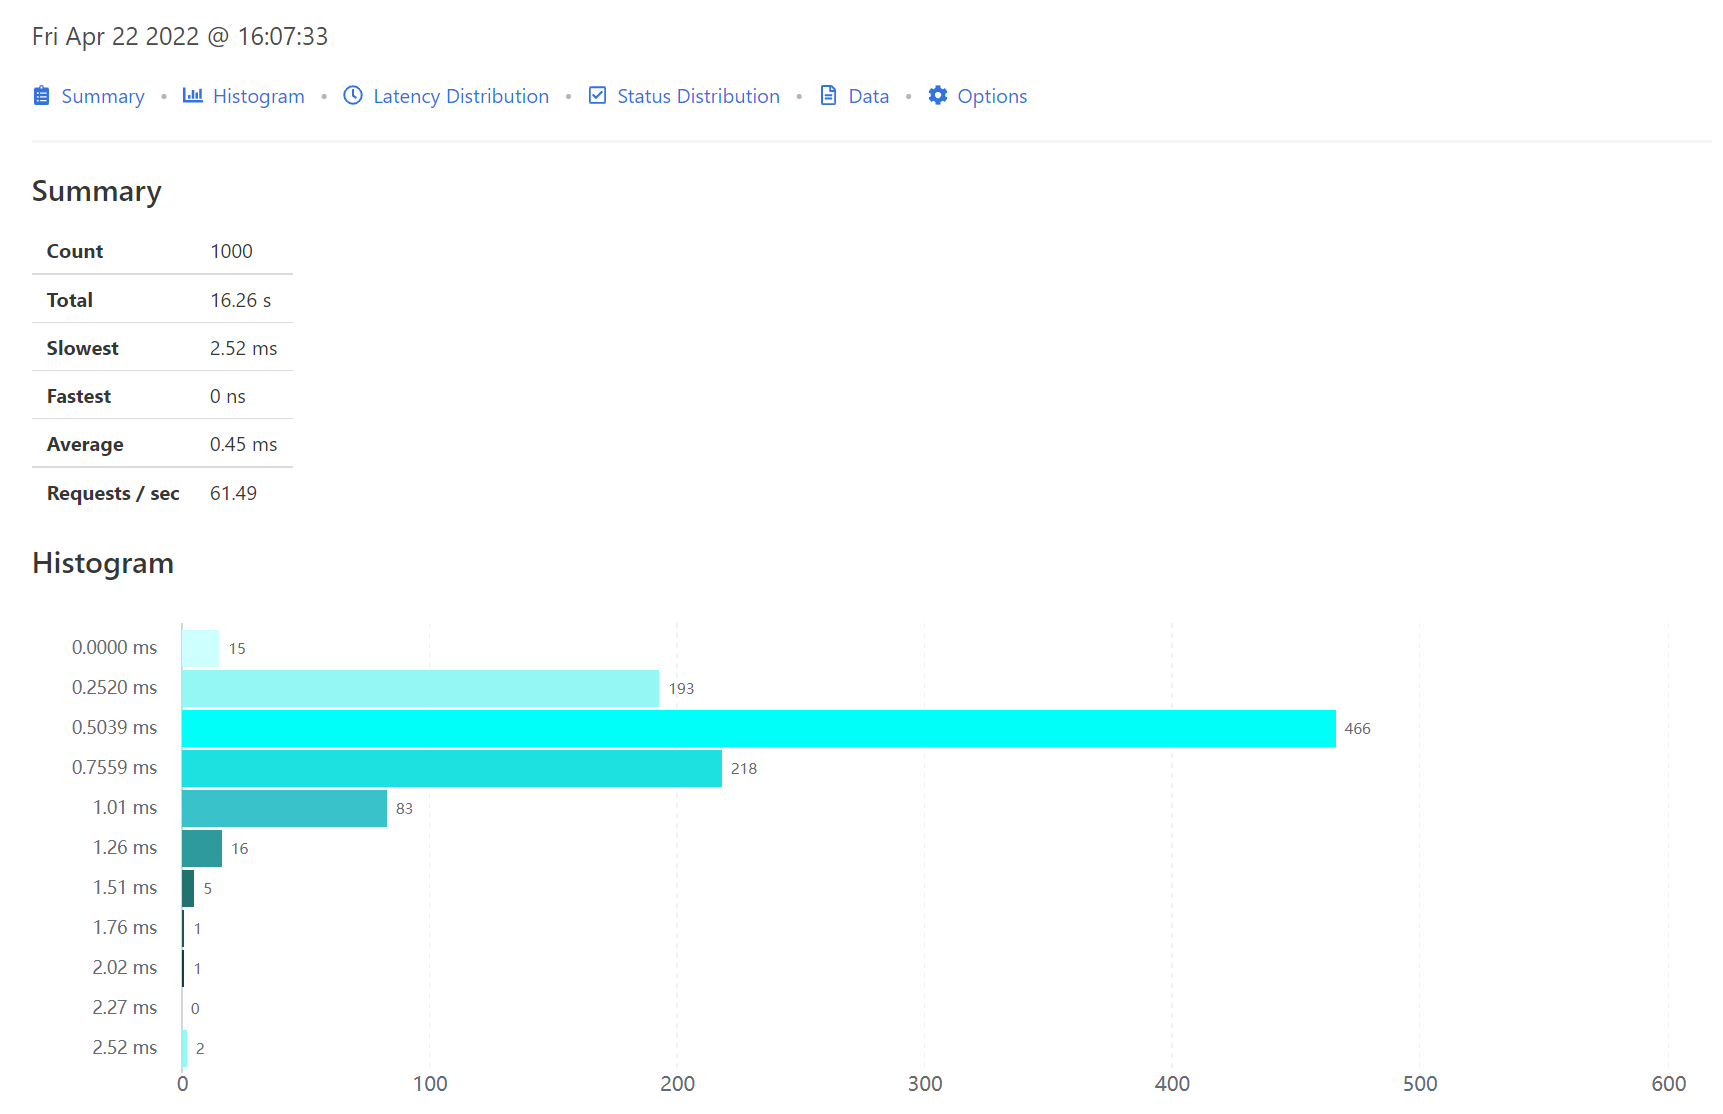 Fri Apr 22 2022 @ 16:07:33
Summary • Histogram • Latency Distribution • Status Distribution • Data • Options
Summary
Count 1000
Total 16.26 s
Slowest 2.52 ms
Fastest 0 ns
Average 0.45 ms
Requests / sec 61.49
Histogram
0.0000 ms 15
0.2520 ms 193
0.5039 ms 466
0.7559 ms 218
1.01 ms 83
1.26 ms 16
1.51 ms 5
1.76 ms 1
2.02 ms 1
2.27 ms 0
2.52 ms 2
0 100 200 300 400 500 600